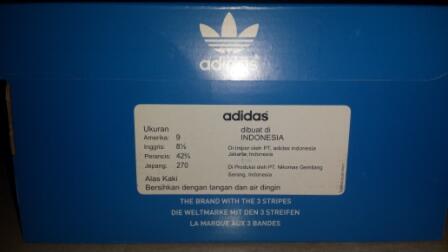 adidas
adidas
Ukuran
Amerika: 9
Inggris: 8½
Perancis: 42⅔
Japang: 270
dibuat di
INDONESIA
Di Impor oleh PT. adidas indonesia
Jakarta Indonesia
Di Produksi oleh PT. Nikomas Gemilang
Serang, Indonesia
Alas Kaki
Bersihkan dengan tangan dan air dingin
THE BRAND WITH THE 3 STRIPES
DIE WELTMARKE MIT DEN 3 STREIFEN
LA MARQUE AUX 3 BANDES